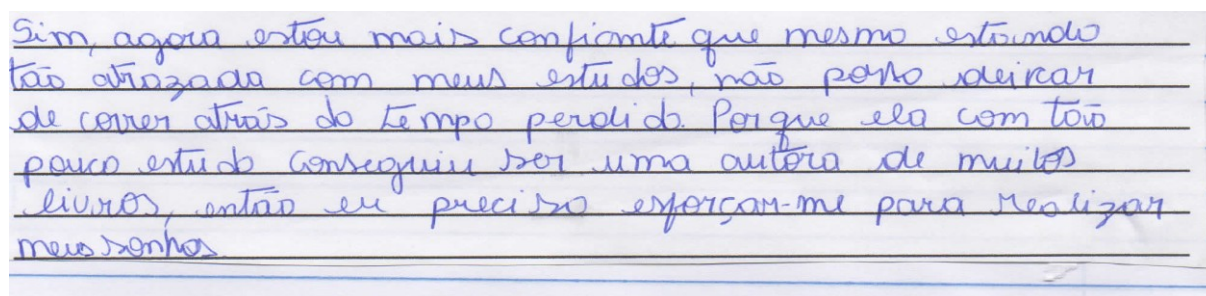 Sim, agora estou mais confiante que mesmo estando
tão atrazada com meus estudos, não posso deixar
de correr atrás do tempo perdido. Porque ela com tão
pouco estudo conseguiu ser uma autora de muitos
livros, então eu preciso esforçar-me para realizar
meus sonhos